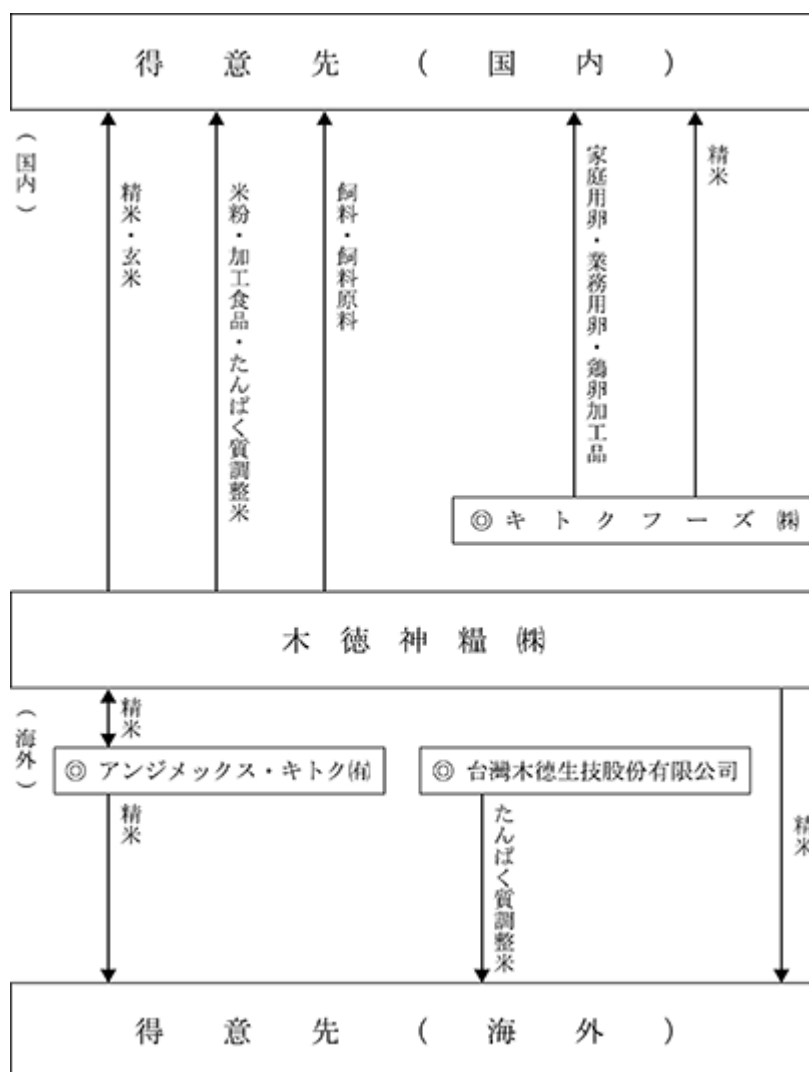 得意先(国内)
(国内)
精米・玄米
米粉・加工食品・たんぱく質調整米
飼料・飼料原料
家庭用卵・業務用卵・鶏卵加工品
精米
◎キトクフーズ㈱
木徳神糧㈱
(海外)
精米
◎ アンジメックス・キトク㈲
◎ 台灣木德生技股份有限公司
精米
たんぱく質調整米
精米
得意先(海外)